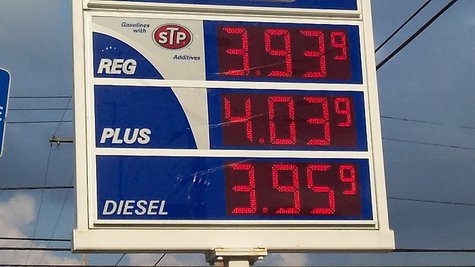 Gasolines
with
STP
Additives
REG
3.93 9
PLUS
4.03 9
DIESEL
3.95 9